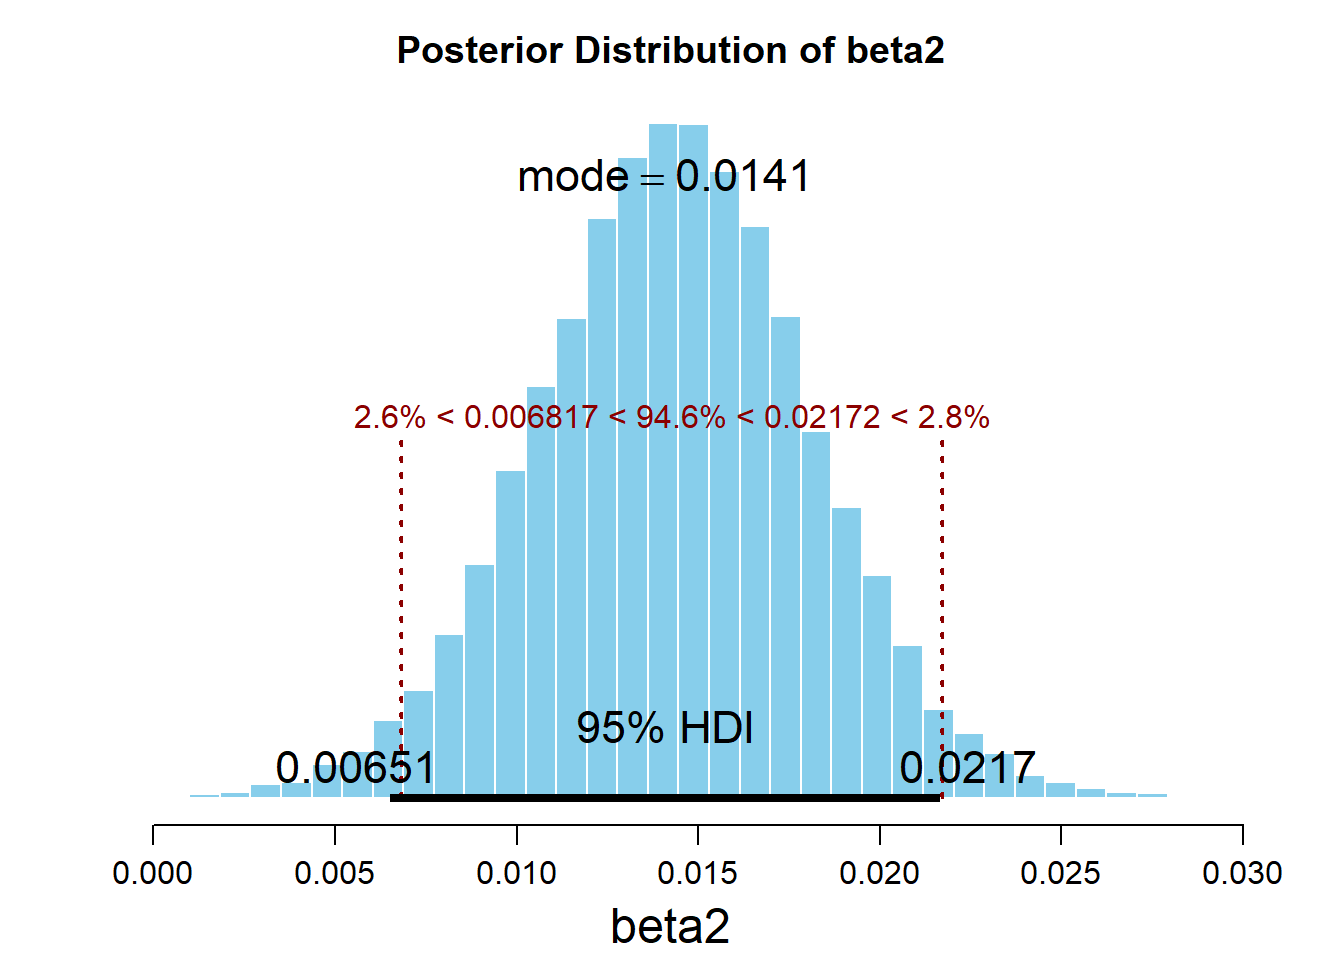 Posterior Distribution of beta2
mode = 0.0141
2.6% < 0.006817 < 94.6% < 0.02172 < 2.8%
95% HDI
0.00651 0.0217
0.000 0.005 0.010 0.015 0.020 0.025 0.030
beta2